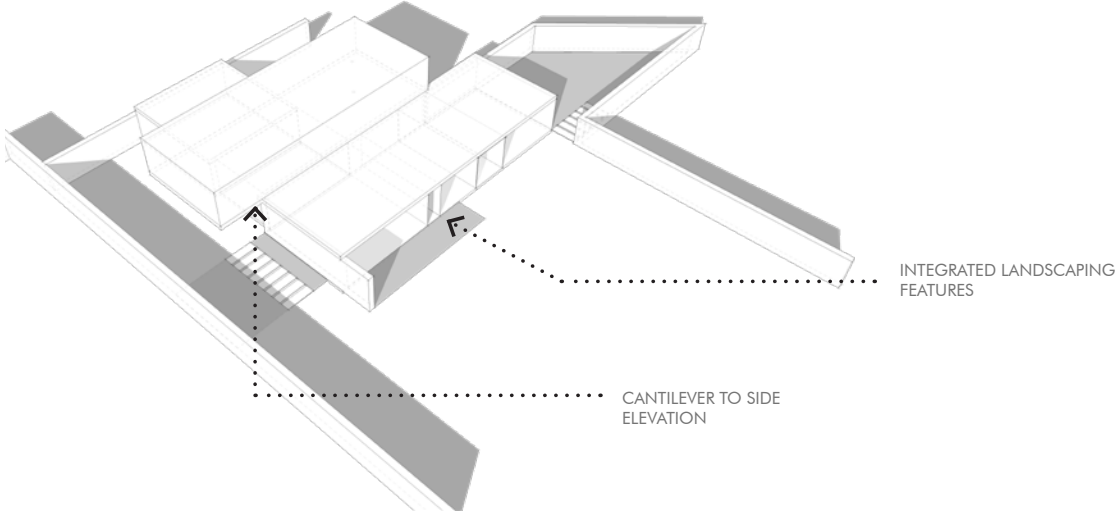 INTEGRATED LANDSCAPING
FEATURES
CANTILEVER TO SIDE
ELEVATION